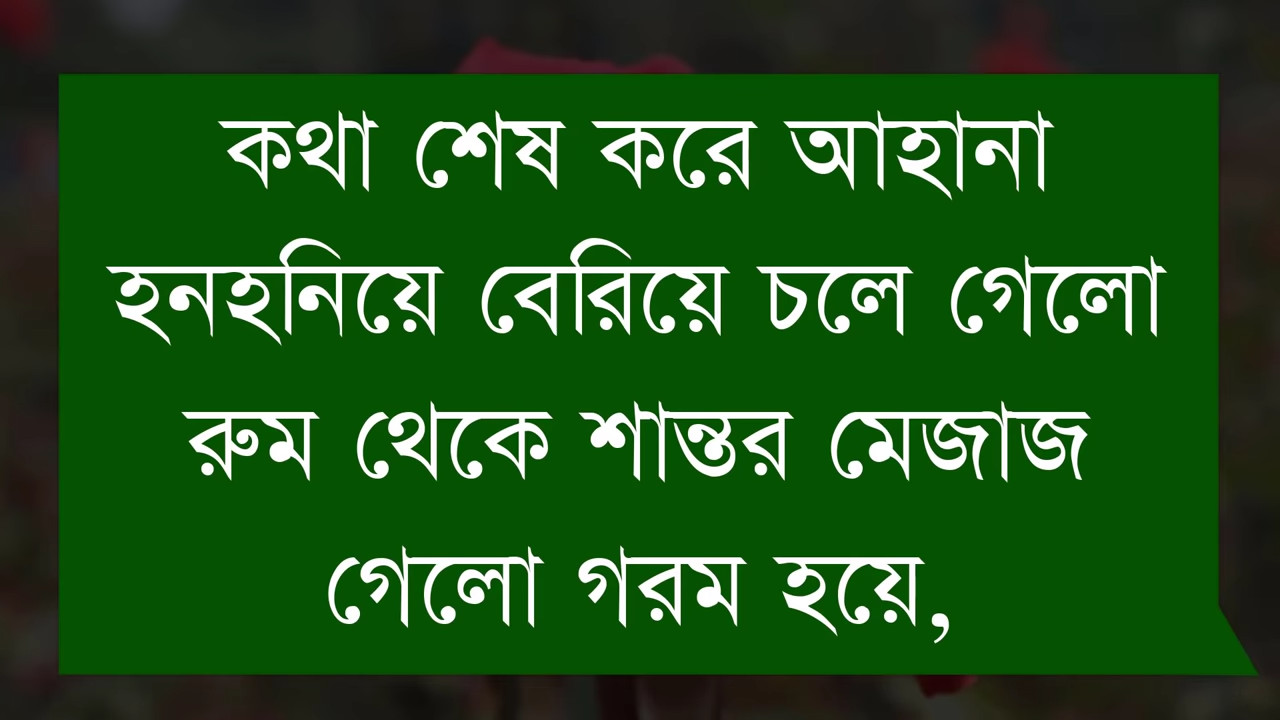 কথা শেষ করে আহানা
হনহনিয়ে বেরিয়ে চলে গেলো
রুম থেকে শান্তর মেজাজ
গেলো গরম হয়ে,